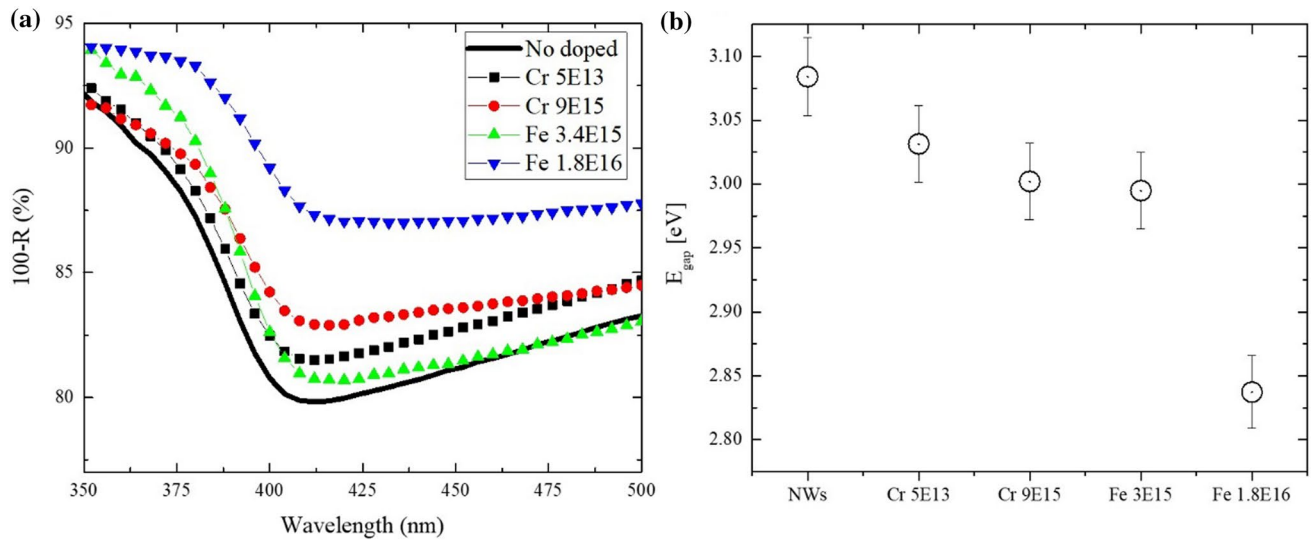 (a)
95
90
85
80
100-R (%)
350 375 400 425 450 475 500
Wavelength (nm)
No doped
Cr 5E13
Cr 9E15
Fe 3.4E15
Fe 1.8E16
(b)
3.10
3.05
3.00
2.95
2.90
2.85
2.80
E_gap [eV]
NWs Cr 5E13 Cr 9E15 Fe 3E15 Fe 1.8E16